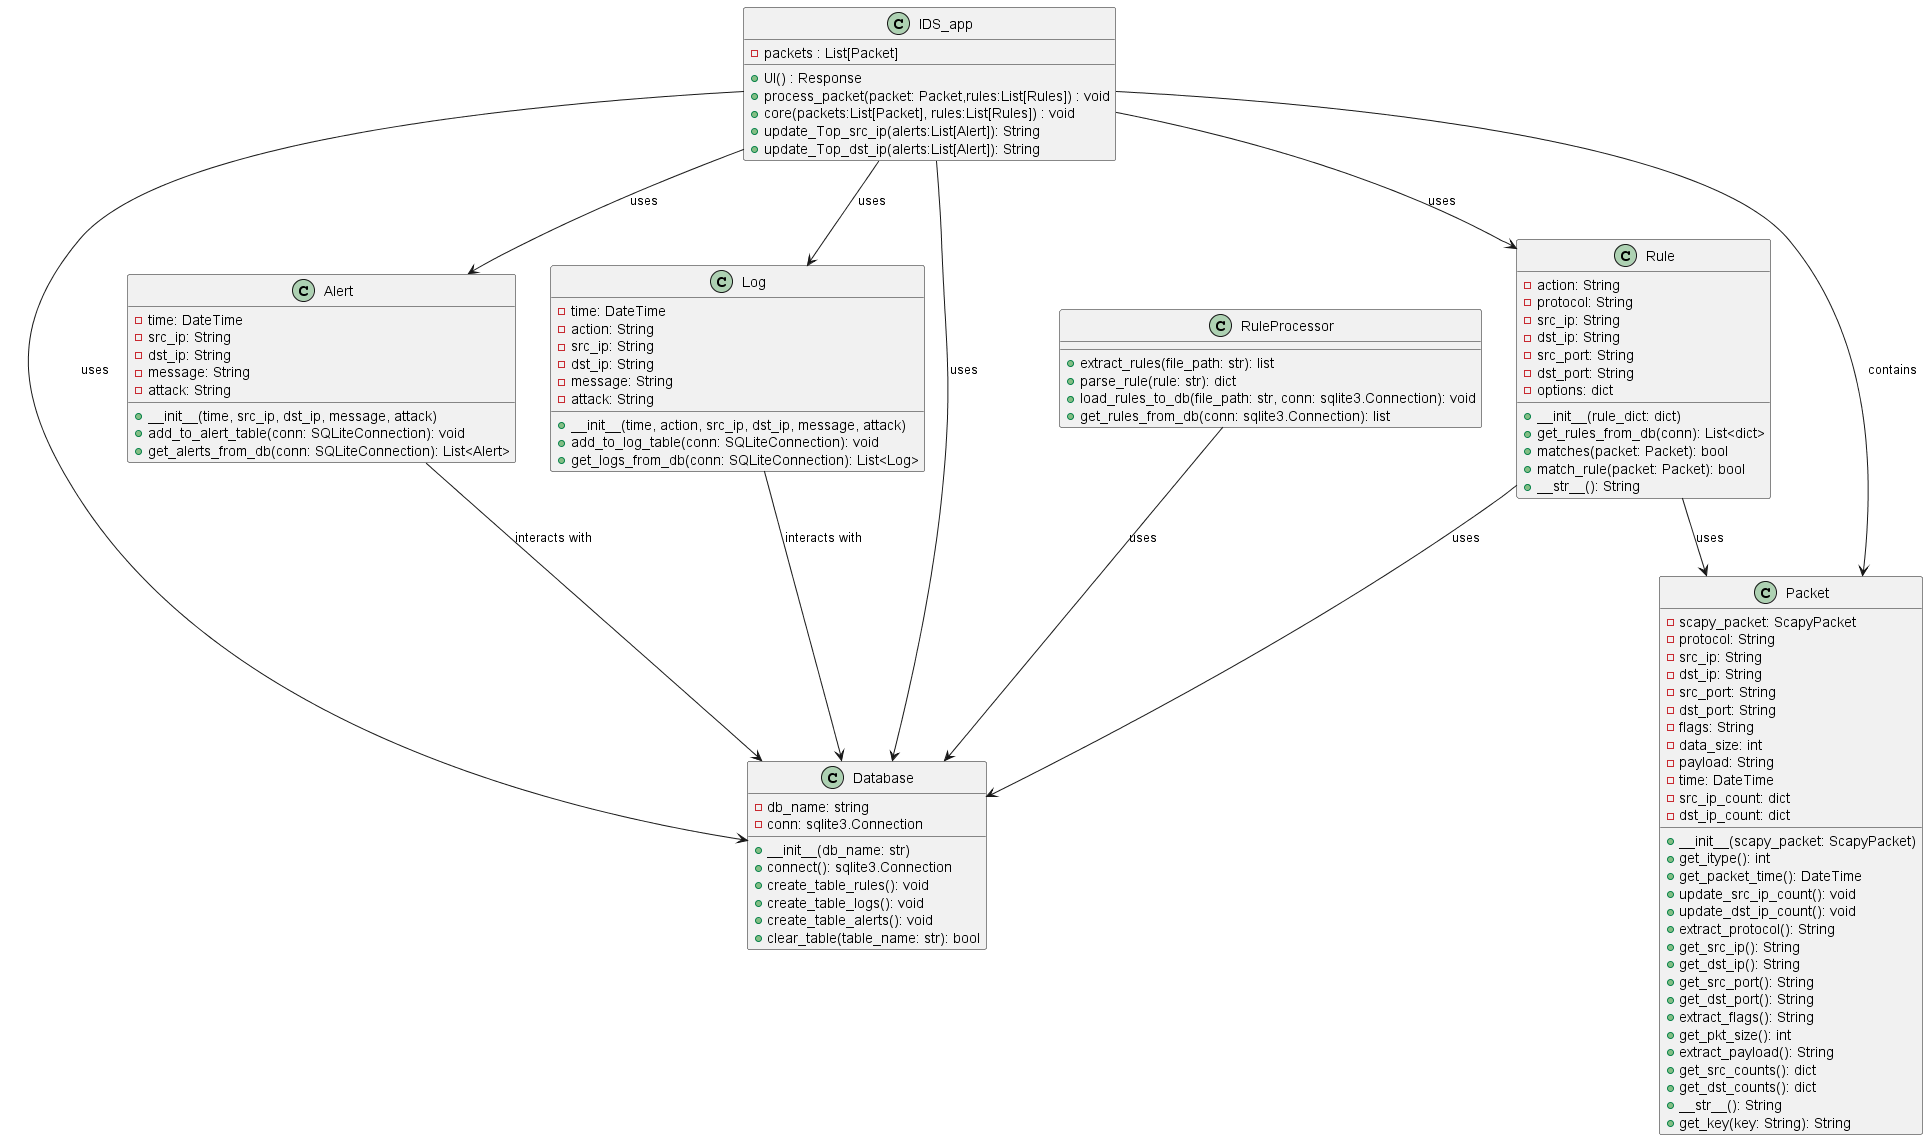 C IDS_app
packets : List[Packet]
UI() : Response
process_packet(packet: Packet,rules:List[Rules]) : void
core(packets:List[Packet], rules:List[Rules]) : void
update_Top_src_ip(alerts:List[Alert]): String
update_Top_dst_ip(alerts:List[Alert]): String
uses
uses
uses
C Alert
time: DateTime
src_ip: String
dst_ip: String
message: String
attack: String
__init__(time, src_ip, dst_ip, message, attack)
add_to_alert_table(conn: SQLiteConnection): void
get_alerts_from_db(conn: SQLiteConnection): List<Alert>
C Log
time: DateTime
action: String
src_ip: String
dst_ip: String
message: String
attack: String
__init__(time, action, src_ip, dst_ip, message, attack)
add_to_log_table(conn: SQLiteConnection): void
get_logs_from_db(conn: SQLiteConnection): List<Log>
C RuleProcessor
extract_rules(file_path: str): list
parse_rule(rule: str): dict
load_rules_to_db(file_path: str, conn: sqlite3.Connection): void
get_rules_from_db(conn: sqlite3.Connection): list
C Rule
action: String
protocol: String
src_ip: String
dst_ip: String
src_port: String
dst_port: String
options: dict
__init__(rule_dict: dict)
get_rules_from_db(conn): List<dict>
matches(packet: Packet): bool
match_rule(packet: Packet): bool
__str__(): String
uses
uses
contains
interacts with
interacts with
uses
uses
uses
C Database
db_name: string
conn: sqlite3.Connection
__init__(db_name: str)
connect(): sqlite3.Connection
create_table_rules(): void
create_table_logs(): void
create_table_alerts(): void
clear_table(table_name: str): bool
C Packet
scapy_packet: ScapyPacket
protocol: String
src_ip: String
dst_ip: String
src_port: String
dst_port: String
flags: String
data_size: int
payload: String
time: DateTime
src_ip_count: dict
dst_ip_count: dict
__init__(scapy_packet: ScapyPacket)
get_itype(): int
get_packet_time(): DateTime
update_src_ip_count(): void
update_dst_ip_count(): void
extract_protocol(): String
get_src_ip(): String
get_dst_ip(): String
get_src_port(): String
get_dst_port(): String
extract_flags(): String
get_pkt_size(): int
extract_payload(): String
get_src_counts(): dict
get_dst_counts(): dict
__str__(): String
get_key(key: String): String